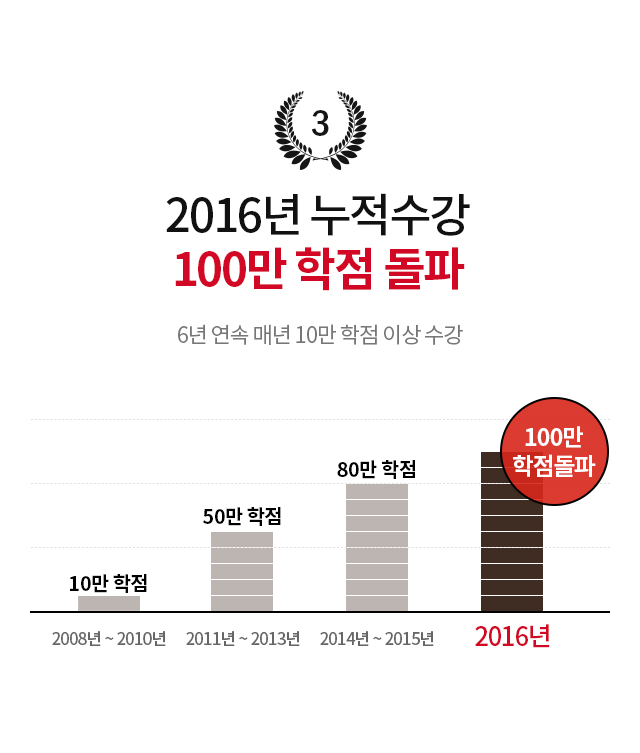 3
2016년 누적수강
100만 학점 돌파
6년 연속 매년 10만 학점 이상 수강
100만
학점돌파
80만 학점
50만 학점
10만 학점
2008년 ~ 2010년
2011년 ~ 2013년
2014년 ~ 2015년
2016년